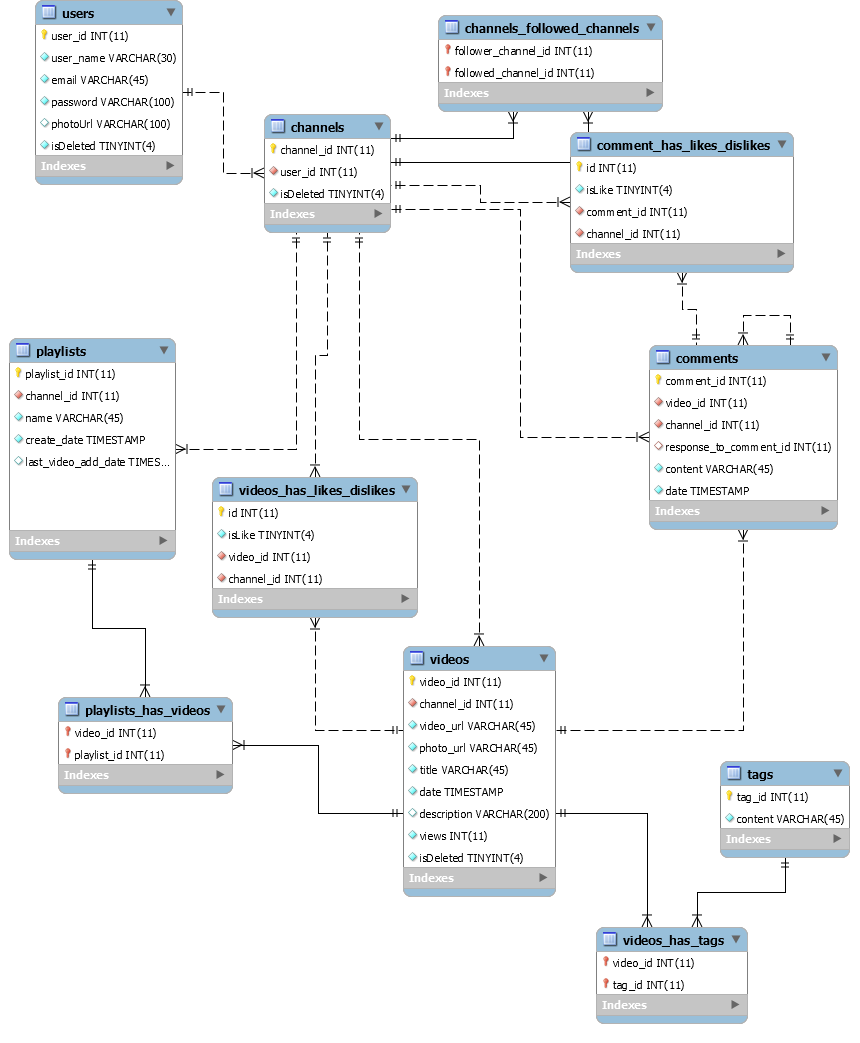 users
user_id INT(11)
user_name VARCHAR(30)
email VARCHAR(45)
password VARCHAR(100)
photoUrl VARCHAR(100)
isDeleted TINYINT(4)
Indexes
channels_followed_channels
follower_channel_id INT(11)
followed_channel_id INT(11)
Indexes
channels
channel_id INT(11)
user_id INT(11)
isDeleted TINYINT(4)
Indexes
comment_has_likes_dislikes
id INT(11)
isLike TINYINT(4)
comment_id INT(11)
channel_id INT(11)
Indexes
playlists
playlist_id INT(11)
channel_id INT(11)
name VARCHAR(45)
create_date TIMESTAMP
last_video_add_date TIMES...
Indexes
comments
comment_id INT(11)
video_id INT(11)
channel_id INT(11)
response_to_comment_id INT(11)
content VARCHAR(45)
date TIMESTAMP
Indexes
videos_has_likes_dislikes
id INT(11)
isLike TINYINT(4)
video_id INT(11)
channel_id INT(11)
Indexes
videos
video_id INT(11)
channel_id INT(11)
video_url VARCHAR(45)
photo_url VARCHAR(45)
title VARCHAR(45)
date TIMESTAMP
description VARCHAR(200)
views INT(11)
isDeleted TINYINT(4)
Indexes
playlists_has_videos
video_id INT(11)
playlist_id INT(11)
Indexes
tags
tag_id INT(11)
content VARCHAR(45)
Indexes
videos_has_tags
video_id INT(11)
tag_id INT(11)
Indexes